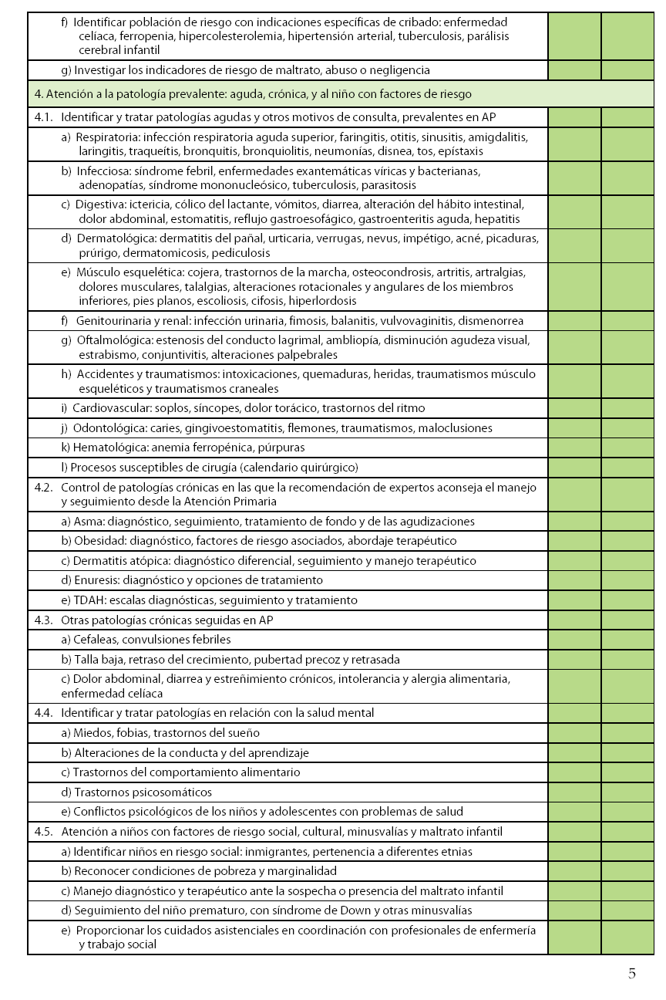 f) Identificar población de riesgo con indicaciones específicas de cribado: enfermedad
celíaca, ferropenia, hipercolesterolemia, hipertensión arterial, tuberculosis, parálisis
cerebral infantil
g) Investigar los indicadores de riesgo de maltrato, abuso o negligencia
4. Atención a la patología prevalente: aguda, crónica, y al niño con factores de riesgo
4.1. Identificar y tratar patologías agudas y otros motivos de consulta, prevalentes en AP
a) Respiratoria: infección respiratoria aguda superior, faringitis, otitis, sinusitis, amigdalitis,
laringitis, traqueítis, bronquitis, bronquiolitis, neumonías, disnea, tos, epístaxis
b) Infecciosa: síndrome febril, enfermedades exantemáticas víricas y bacterianas,
adenopatías, síndrome mononucleósico, tuberculosis, parasitosis
c) Digestiva: ictericia, cólico del lactante, vómitos, diarrea, alteración del hábito intestinal,
dolor abdominal, estomatitis, reflujo gastroesofágico, gastroenteritis aguda, hepatitis
d) Dermatológica: dermatitis del pañal, urticaria, verrugas, nevus, impétigo, acné, picaduras,
prúrigo, dermatomicosis, pediculosis
e) Músculo esquelética: cojera, trastornos de la marcha, osteocondrosis, artritis, artralgias,
dolores musculares, talalgias, alteraciones rotacionales y angulares de los miembros
inferiores, pies planos, escoliosis, cifosis, hiperlordosis
f) Genitourinaria y renal: infección urinaria, fimosis, balanitis, vulvovaginitis, dismenorrea
g) Oftalmológica: estenosis del conducto lagrimal, ambliopía, disminución agudeza visual,
estrabismo, conjuntivitis, alteraciones palpebrales
h) Accidentes y traumatismos: intoxicaciones, quemaduras, heridas, traumatismos músculo
esqueléticos y traumatismos craneales
i) Cardiovascular: soplos, síncopes, dolor torácico, trastornos del ritmo
j) Odontológica: caries, gingivoestomatitis, flemones, traumatismos, maloclusiones
k) Hematológica: anemia ferropénica, púrpuras
l) Procesos susceptibles de cirugía (calendario quirúrgico)
4.2. Control de patologías crónicas en las que la recomendación de expertos aconseja el manejo
y seguimiento desde la Atención Primaria
a) Asma: diagnóstico, seguimiento, tratamiento de fondo y de las agudizaciones
b) Obesidad: diagnóstico, factores de riesgo asociados, abordaje terapéutico
c) Dermatitis atópica: diagnóstico diferencial, seguimiento y manejo terapéutico
d) Enuresis: diagnóstico y opciones de tratamiento
e) TDAH: escalas diagnósticas, seguimiento y tratamiento
4.3. Otras patologías crónicas seguidas en AP
a) Cefaleas, convulsiones febriles
b) Talla baja, retraso del crecimiento, pubertad precoz y retrasada
c) Dolor abdominal, diarrea y estreñimiento crónicos, intolerancia y alergia alimentaria,
enfermedad celíaca
4.4. Identificar y tratar patologías en relación con la salud mental
a) Miedos, fobias, trastornos del sueño
b) Alteraciones de la conducta y del aprendizaje
c) Trastornos del comportamiento alimentario
d) Trastornos psicosomáticos
e) Conflictos psicológicos de los niños y adolescentes con problemas de salud
4.5. Atención a niños con factores de riesgo social, cultural, minusvalías y maltrato infantil
a) Identificar niños en riesgo social: inmigrantes, pertenencia a diferentes etnias
b) Reconocer condiciones de pobreza y marginalidad
c) Manejo diagnóstico y terapéutico ante la sospecha o presencia del maltrato infantil
d) Seguimiento del niño prematuro, con síndrome de Down y otras minusvalías
e) Proporcionar los cuidados asistenciales en coordinación con profesionales de enfermería
y trabajo social
5